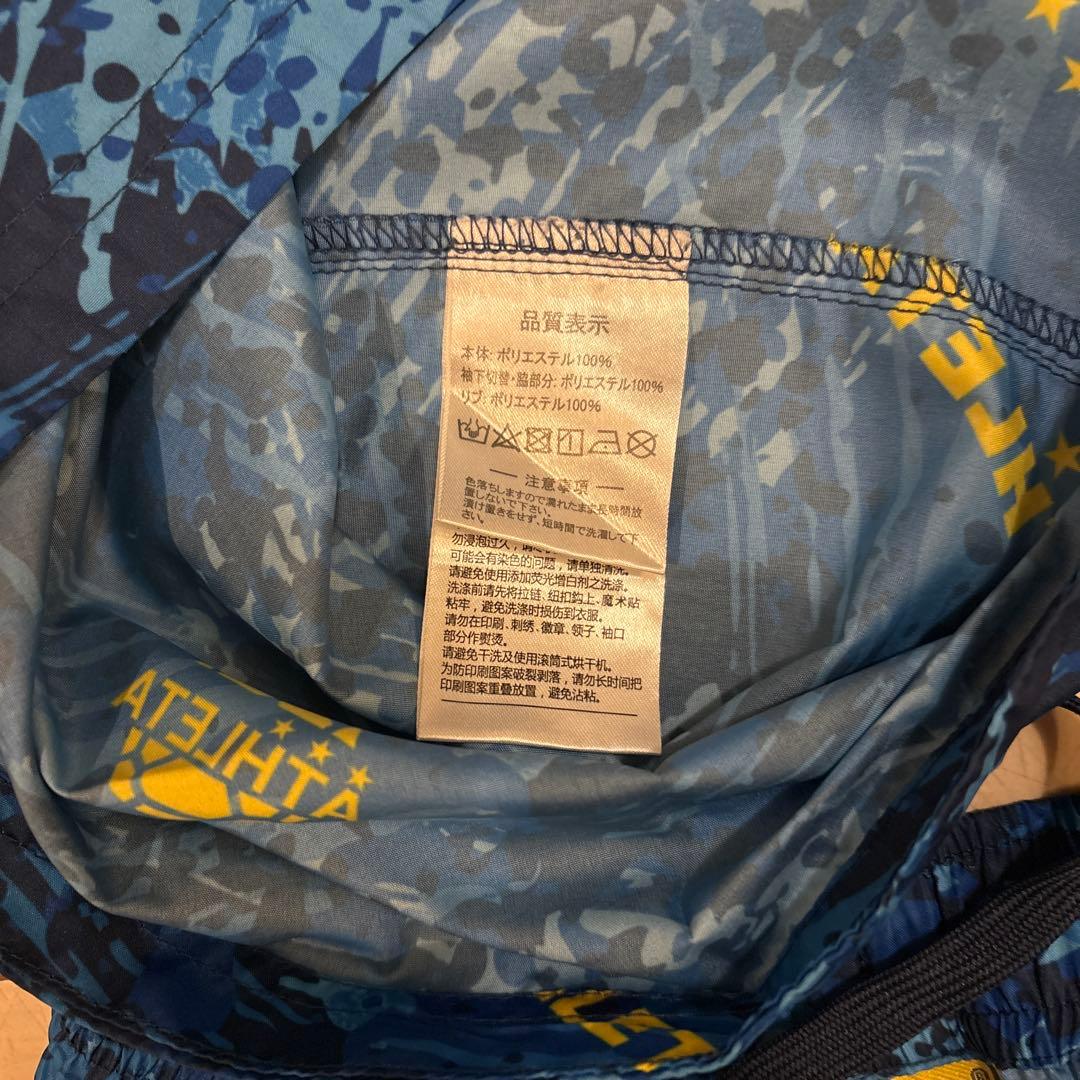 品質表示
本体: ポリエステル100%
袖下切替・脇部分: ポリエステル100%
リブ: ポリエステル100%
注意事項
色落ちしますので濡れたまま長時間放
置しないで下さい。
漬け置きをせず、短時間で洗濯して下
さい。
勿浸泡过久，
可能会有染色的问题，请单独清洗。
请避免使用添加荧光增白剂之洗涤。
洗涤前请先将拉链、纽扣鈎上、魔术贴
粘牢，避免洗涤时损伤到衣服。
请勿在印刷、刺绣、徽章、领子、袖口
部分作熨烫。
请避免干洗及使用滚筒式烘干机。
为防印刷图案破裂剥落，请勿长时间把
印刷图案重叠放置，避免沾粘。
ATHLETA